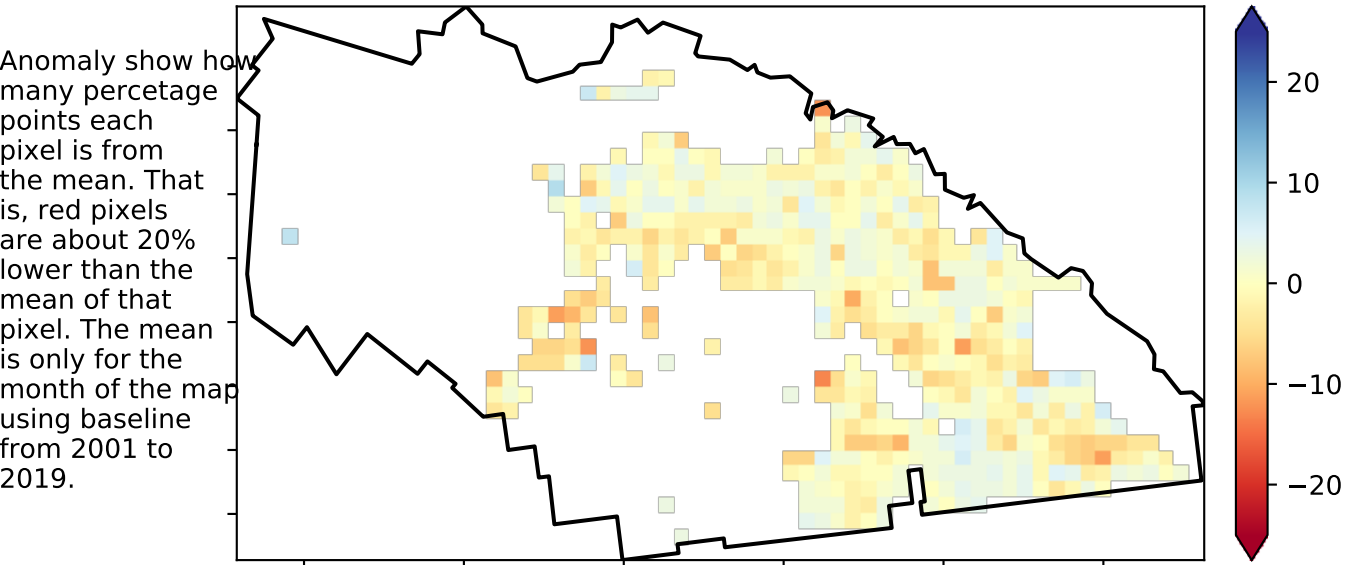 Anomaly show how
many percetage
points each
pixel is from
the mean. That
is, red pixels
are about 20%
lower than the
mean of that
pixel. The mean
is only for the
month of the map
using baseline
from 2001 to
2019.
20
10
0
−10
−20